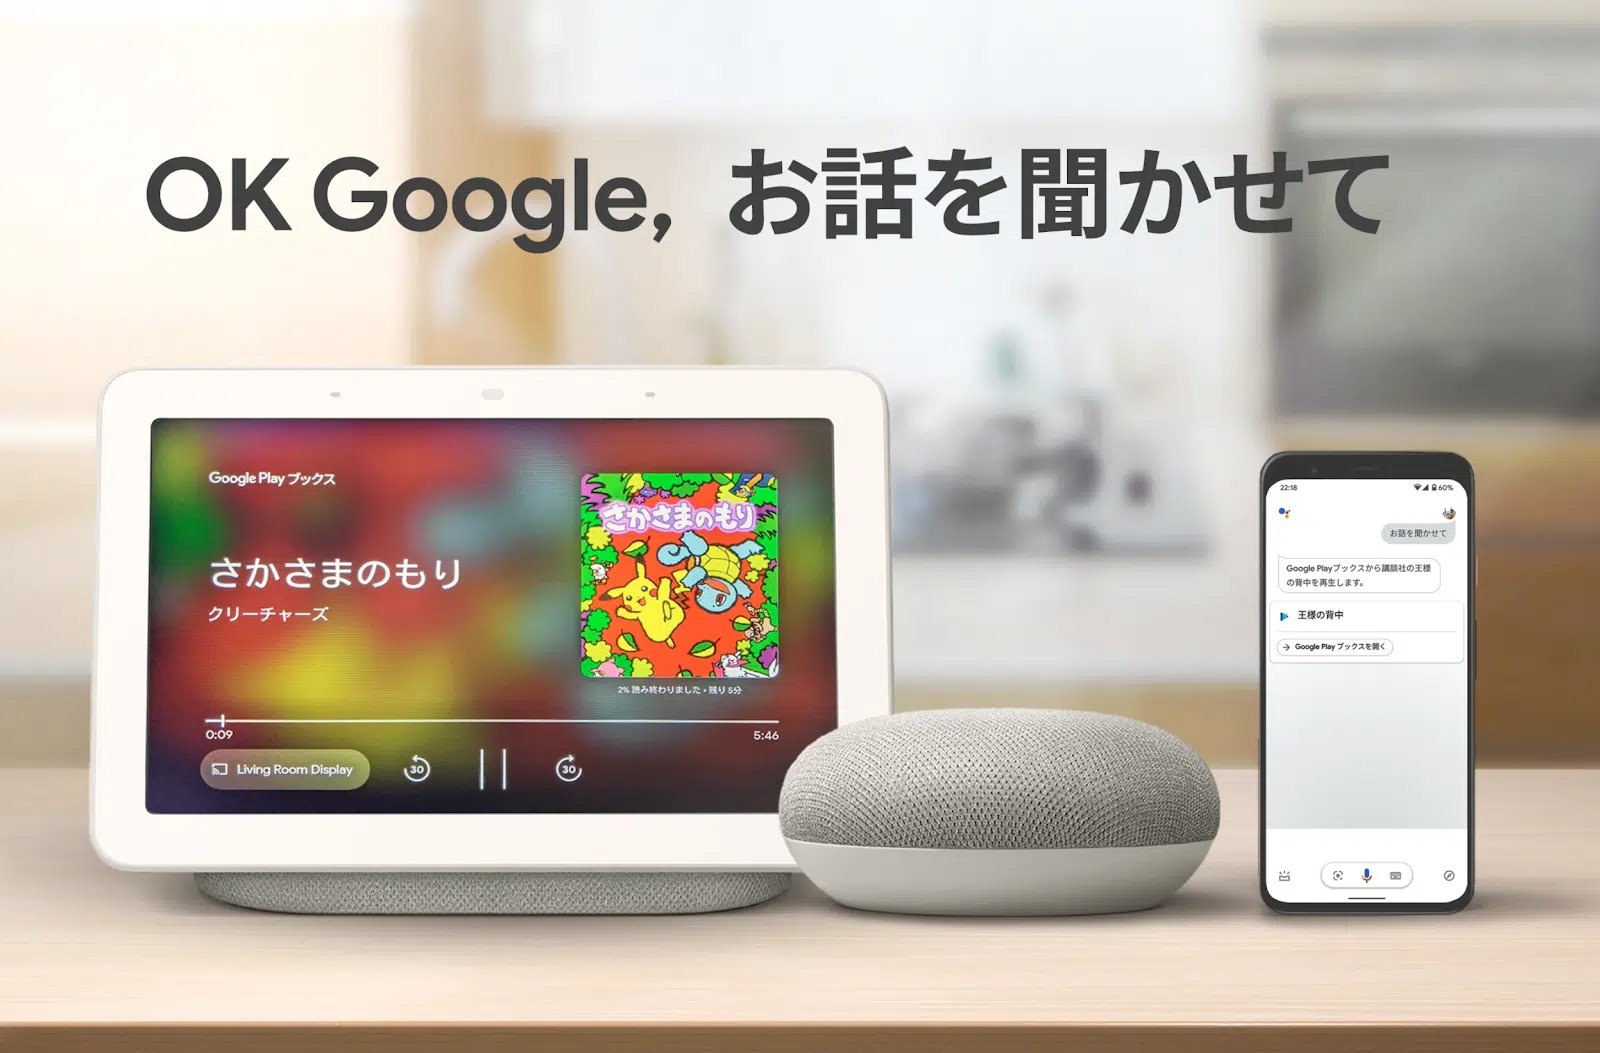 OK Google, お話を聞かせて
Google Play ブックス
さかさまのもり
さかさまのもり
クリーチャーズ
2% 読み終わりました • 残り 5分
0:09
5:46
Living Room Display
30
30
22:18
60%
お話を聞かせて
Google Playブックスから講談社の王様
の背中を再生します。
王様の背中
Google Play ブックスを開く